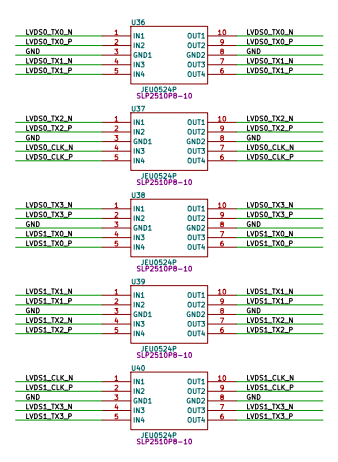 U36
LVDS0_TX0_N 1 IN1 OUT1 10 LVDS0_TX0_N
LVDS0_TX0_P 2 IN2 OUT2 9 LVDS0_TX0_P
GND 3 GND1 GND2 8 GND
LVDS0_TX1_N 4 IN3 OUT3 7 LVDS0_TX1_N
LVDS0_TX1_P 5 IN4 OUT4 6 LVDS0_TX1_P
JEU0524P
SLP2510P8-10
U37
LVDS0_TX2_N 1 IN1 OUT1 10 LVDS0_TX2_N
LVDS0_TX2_P 2 IN2 OUT2 9 LVDS0_TX2_P
GND 3 GND1 GND2 8 GND
LVDS0_CLK_N 4 IN3 OUT3 7 LVDS0_CLK_N
LVDS0_CLK_P 5 IN4 OUT4 6 LVDS0_CLK_P
JEU0524P
SLP2510P8-10
U38
LVDS0_TX3_N 1 IN1 OUT1 10 LVDS0_TX3_N
LVDS0_TX3_P 2 IN2 OUT2 9 LVDS0_TX3_P
GND 3 GND1 GND2 8 GND
LVDS1_TX0_N 4 IN3 OUT3 7 LVDS1_TX0_N
LVDS1_TX0_P 5 IN4 OUT4 6 LVDS1_TX0_P
JEU0524P
SLP2510P8-10
U39
LVDS1_TX1_N 1 IN1 OUT1 10 LVDS1_TX1_N
LVDS1_TX1_P 2 IN2 OUT2 9 LVDS1_TX1_P
GND 3 GND1 GND2 8 GND
LVDS1_TX2_N 4 IN3 OUT3 7 LVDS1_TX2_N
LVDS1_TX2_P 5 IN4 OUT4 6 LVDS1_TX2_P
JEU0524P
SLP2510P8-10
U40
LVDS1_CLK_N 1 IN1 OUT1 10 LVDS1_CLK_N
LVDS1_CLK_P 2 IN2 OUT2 9 LVDS1_CLK_P
GND 3 GND1 GND2 8 GND
LVDS1_TX3_N 4 IN3 OUT3 7 LVDS1_TX3_N
LVDS1_TX3_P 5 IN4 OUT4 6 LVDS1_TX3_P
JEU0524P
SLP2510P8-10